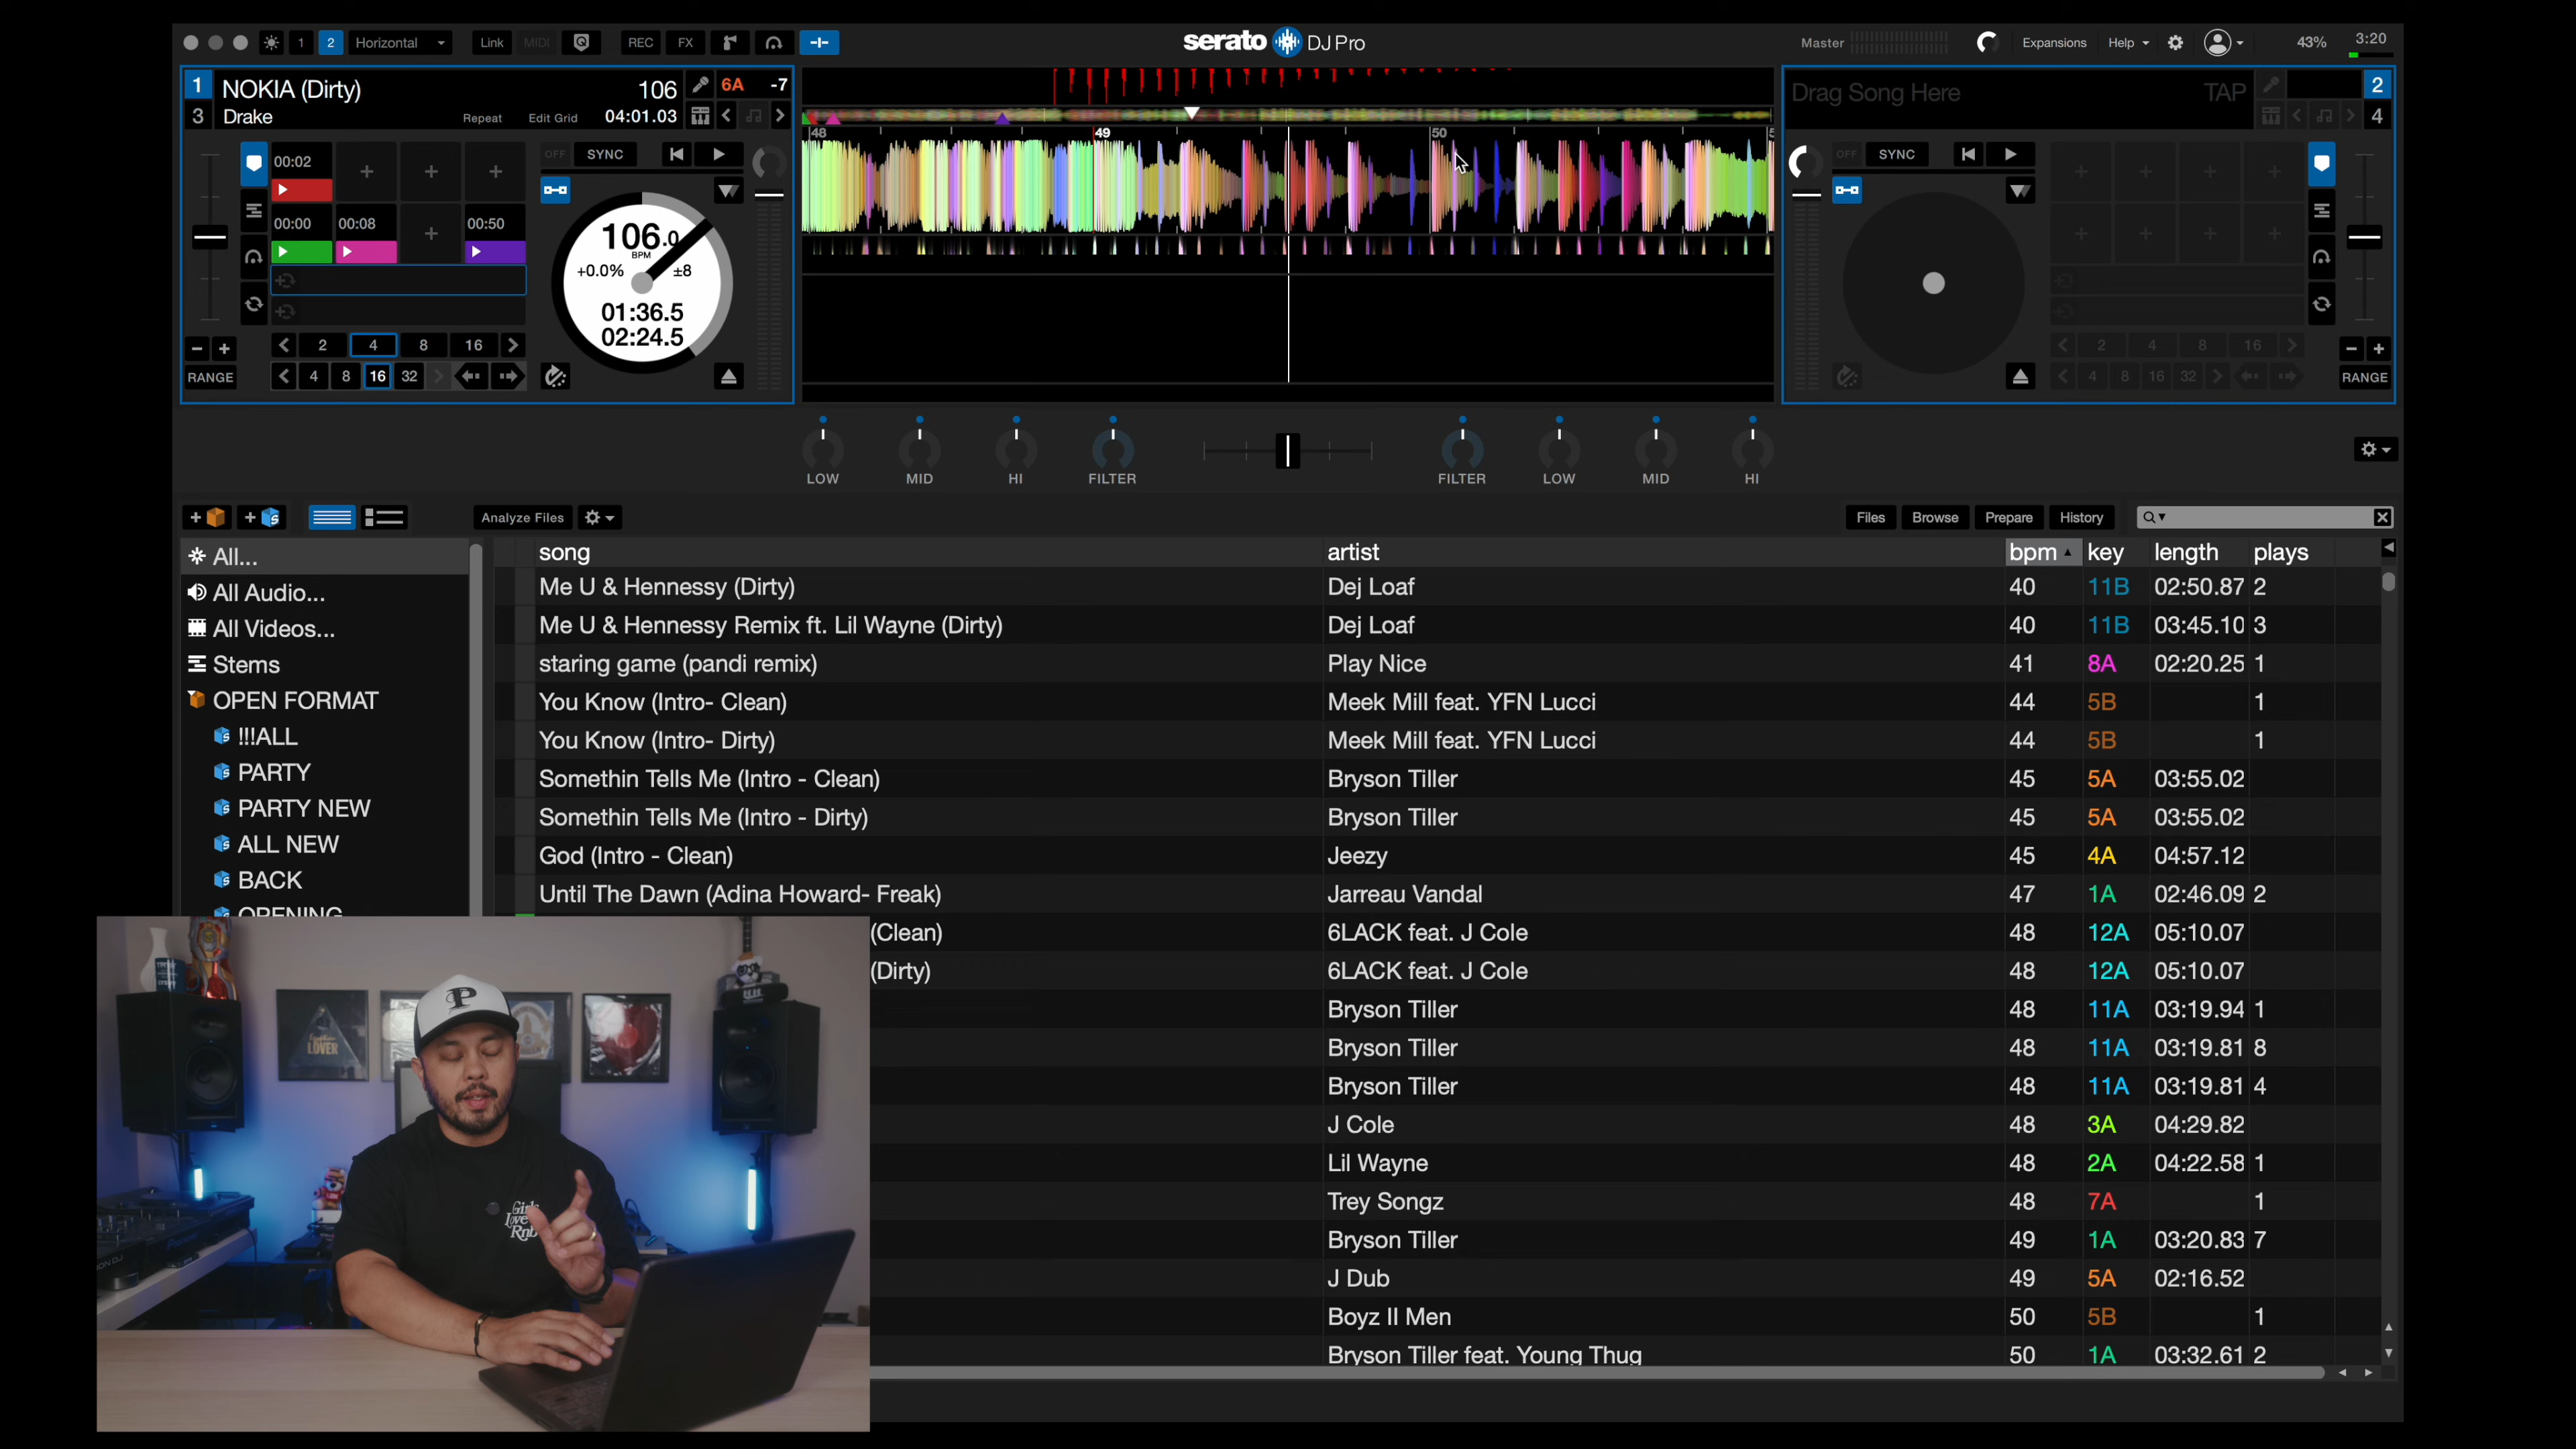 1 2 Horizontal Link MIDI REC FX serato DJ Pro Master Expansions Help 43% 3:20
1 NOKIA (Dirty) 106 6A -7
3 Drake Repeat Edit Grid 04:01.03
00:02
00:00 00:08 00:50
OFF SYNC
106.0
BPM
+0.0% ±8
01:36.5
02:24.5
2 4 8 16
RANGE 4 8 16 32
48 49 50
Drag Song Here TAP 2
4
OFF SYNC
2 4 8 16
4 8 16 32 RANGE
LOW MID HI FILTER FILTER LOW MID HI
Analyze Files Files Browse Prepare History
All...
All Audio...
All Videos...
Stems
OPEN FORMAT
!!!ALL
PARTY
PARTY NEW
ALL NEW
BACK
OPENING
song artist bpm key length plays
Me U & Hennessy (Dirty) Dej Loaf 40 11B 02:50.87 2
Me U & Hennessy Remix ft. Lil Wayne (Dirty) Dej Loaf 40 11B 03:45.10 3
staring game (pandi remix) Play Nice 41 8A 02:20.25 1
You Know (Intro- Clean) Meek Mill feat. YFN Lucci 44 5B 1
You Know (Intro- Dirty) Meek Mill feat. YFN Lucci 44 5B 1
Somethin Tells Me (Intro - Clean) Bryson Tiller 45 5A 03:55.02
Somethin Tells Me (Intro - Dirty) Bryson Tiller 45 5A 03:55.02
God (Intro - Clean) Jeezy 45 4A 04:57.12
Until The Dawn (Adina Howard- Freak) Jarreau Vandal 47 1A 02:46.09 2
(Clean) 6LACK feat. J Cole 48 12A 05:10.07
(Dirty) 6LACK feat. J Cole 48 12A 05:10.07
Bryson Tiller 48 11A 03:19.94 1
Bryson Tiller 48 11A 03:19.81 8
Bryson Tiller 48 11A 03:19.81 4
J Cole 48 3A 04:29.82
Lil Wayne 48 2A 04:22.58 1
Trey Songz 48 7A 1
Bryson Tiller 49 1A 03:20.83 7
J Dub 49 5A 02:16.52
Boyz II Men 50 5B 1
Bryson Tiller feat. Young Thug 50 1A 03:32.61 2
P
LOVER
Girls
Love
RnB